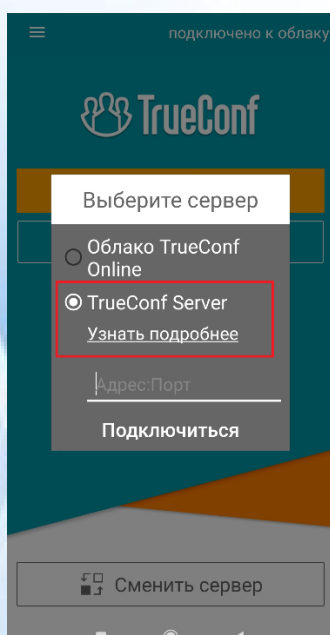 подключено к облаку
TrueConf
Выберите сервер
Облако TrueConf
Online
TrueConf Server
Узнать подробнее
Адрес:Порт
Подключиться
Сменить сервер